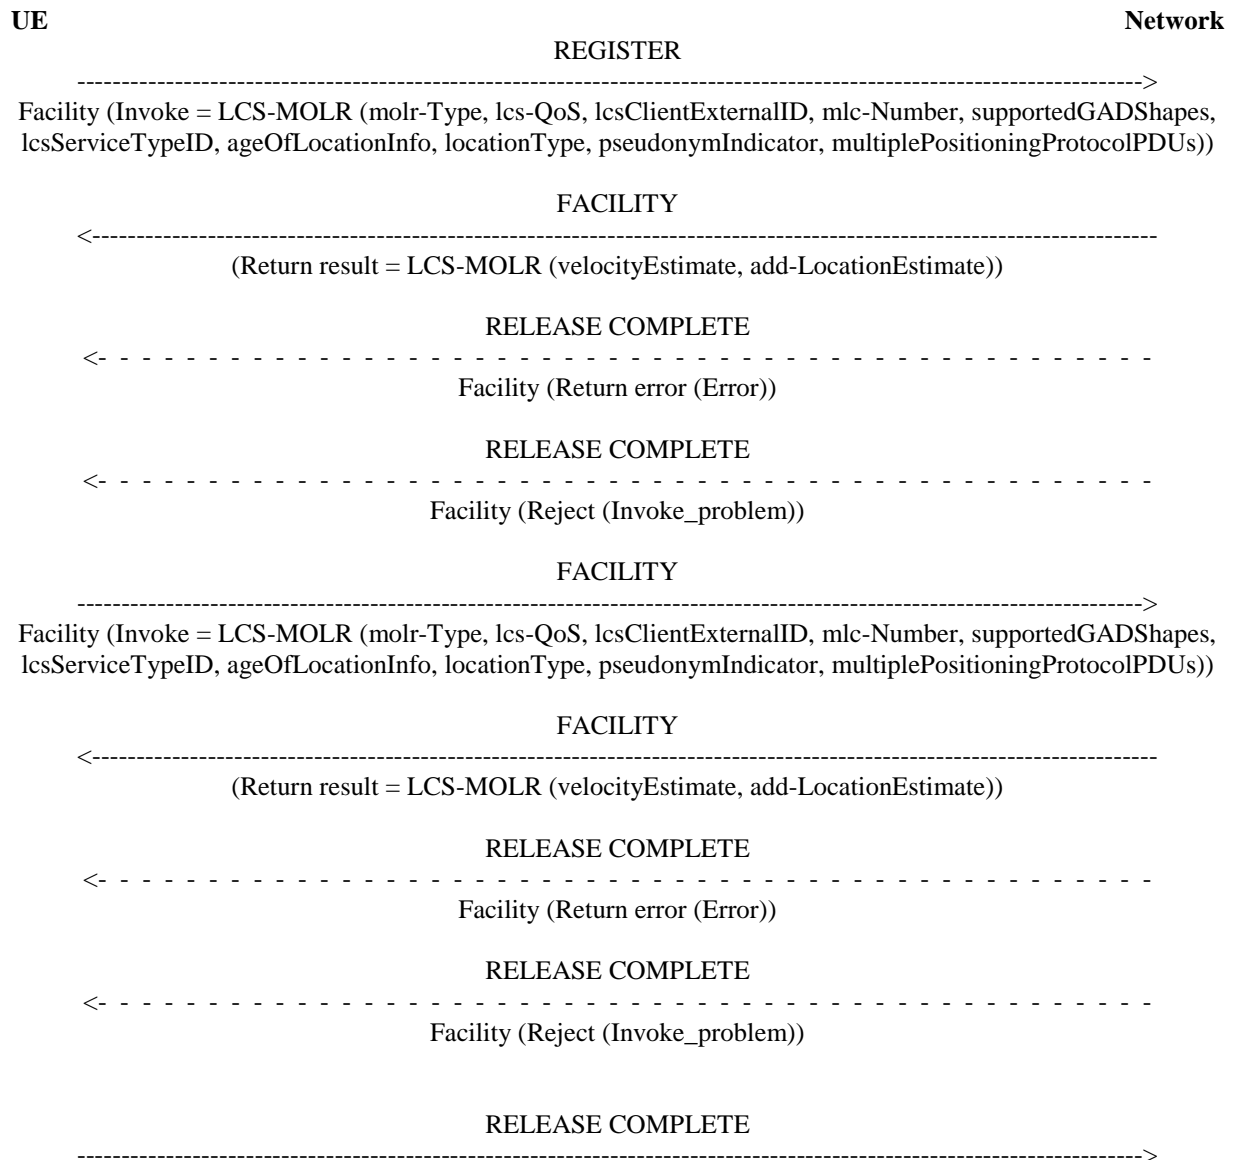 UE Network
REGISTER
------------------------------------------------------------------------------------------------------------------------>
Facility (Invoke = LCS-MOLR (molr-Type, lcs-QoS, lcsClientExternalID, mlc-Number, supportedGADShapes,
lcsServiceTypeID, ageOfLocationInfo, locationType, pseudonymIndicator, multiplePositioningProtocolPDUs))
FACILITY
<------------------------------------------------------------------------------------------------------------------------
(Return result = LCS-MOLR (velocityEstimate, add-LocationEstimate))
RELEASE COMPLETE
<- - - - - - - - - - - - - - - - - - - - - - - - - - - - - - - - - - - - - - - - - - - - - -
Facility (Return error (Error))
RELEASE COMPLETE
<- - - - - - - - - - - - - - - - - - - - - - - - - - - - - - - - - - - - - - - - - - - - - -
Facility (Reject (Invoke_problem))
FACILITY
------------------------------------------------------------------------------------------------------------------------>
Facility (Invoke = LCS-MOLR (molr-Type, lcs-QoS, lcsClientExternalID, mlc-Number, supportedGADShapes,
lcsServiceTypeID, ageOfLocationInfo, locationType, pseudonymIndicator, multiplePositioningProtocolPDUs))
FACILITY
<------------------------------------------------------------------------------------------------------------------------
(Return result = LCS-MOLR (velocityEstimate, add-LocationEstimate))
RELEASE COMPLETE
<- - - - - - - - - - - - - - - - - - - - - - - - - - - - - - - - - - - - - - - - - - - - - -
Facility (Return error (Error))
RELEASE COMPLETE
<- - - - - - - - - - - - - - - - - - - - - - - - - - - - - - - - - - - - - - - - - - - - - -
Facility (Reject (Invoke_problem))
RELEASE COMPLETE
------------------------------------------------------------------------------------------------------------------------>